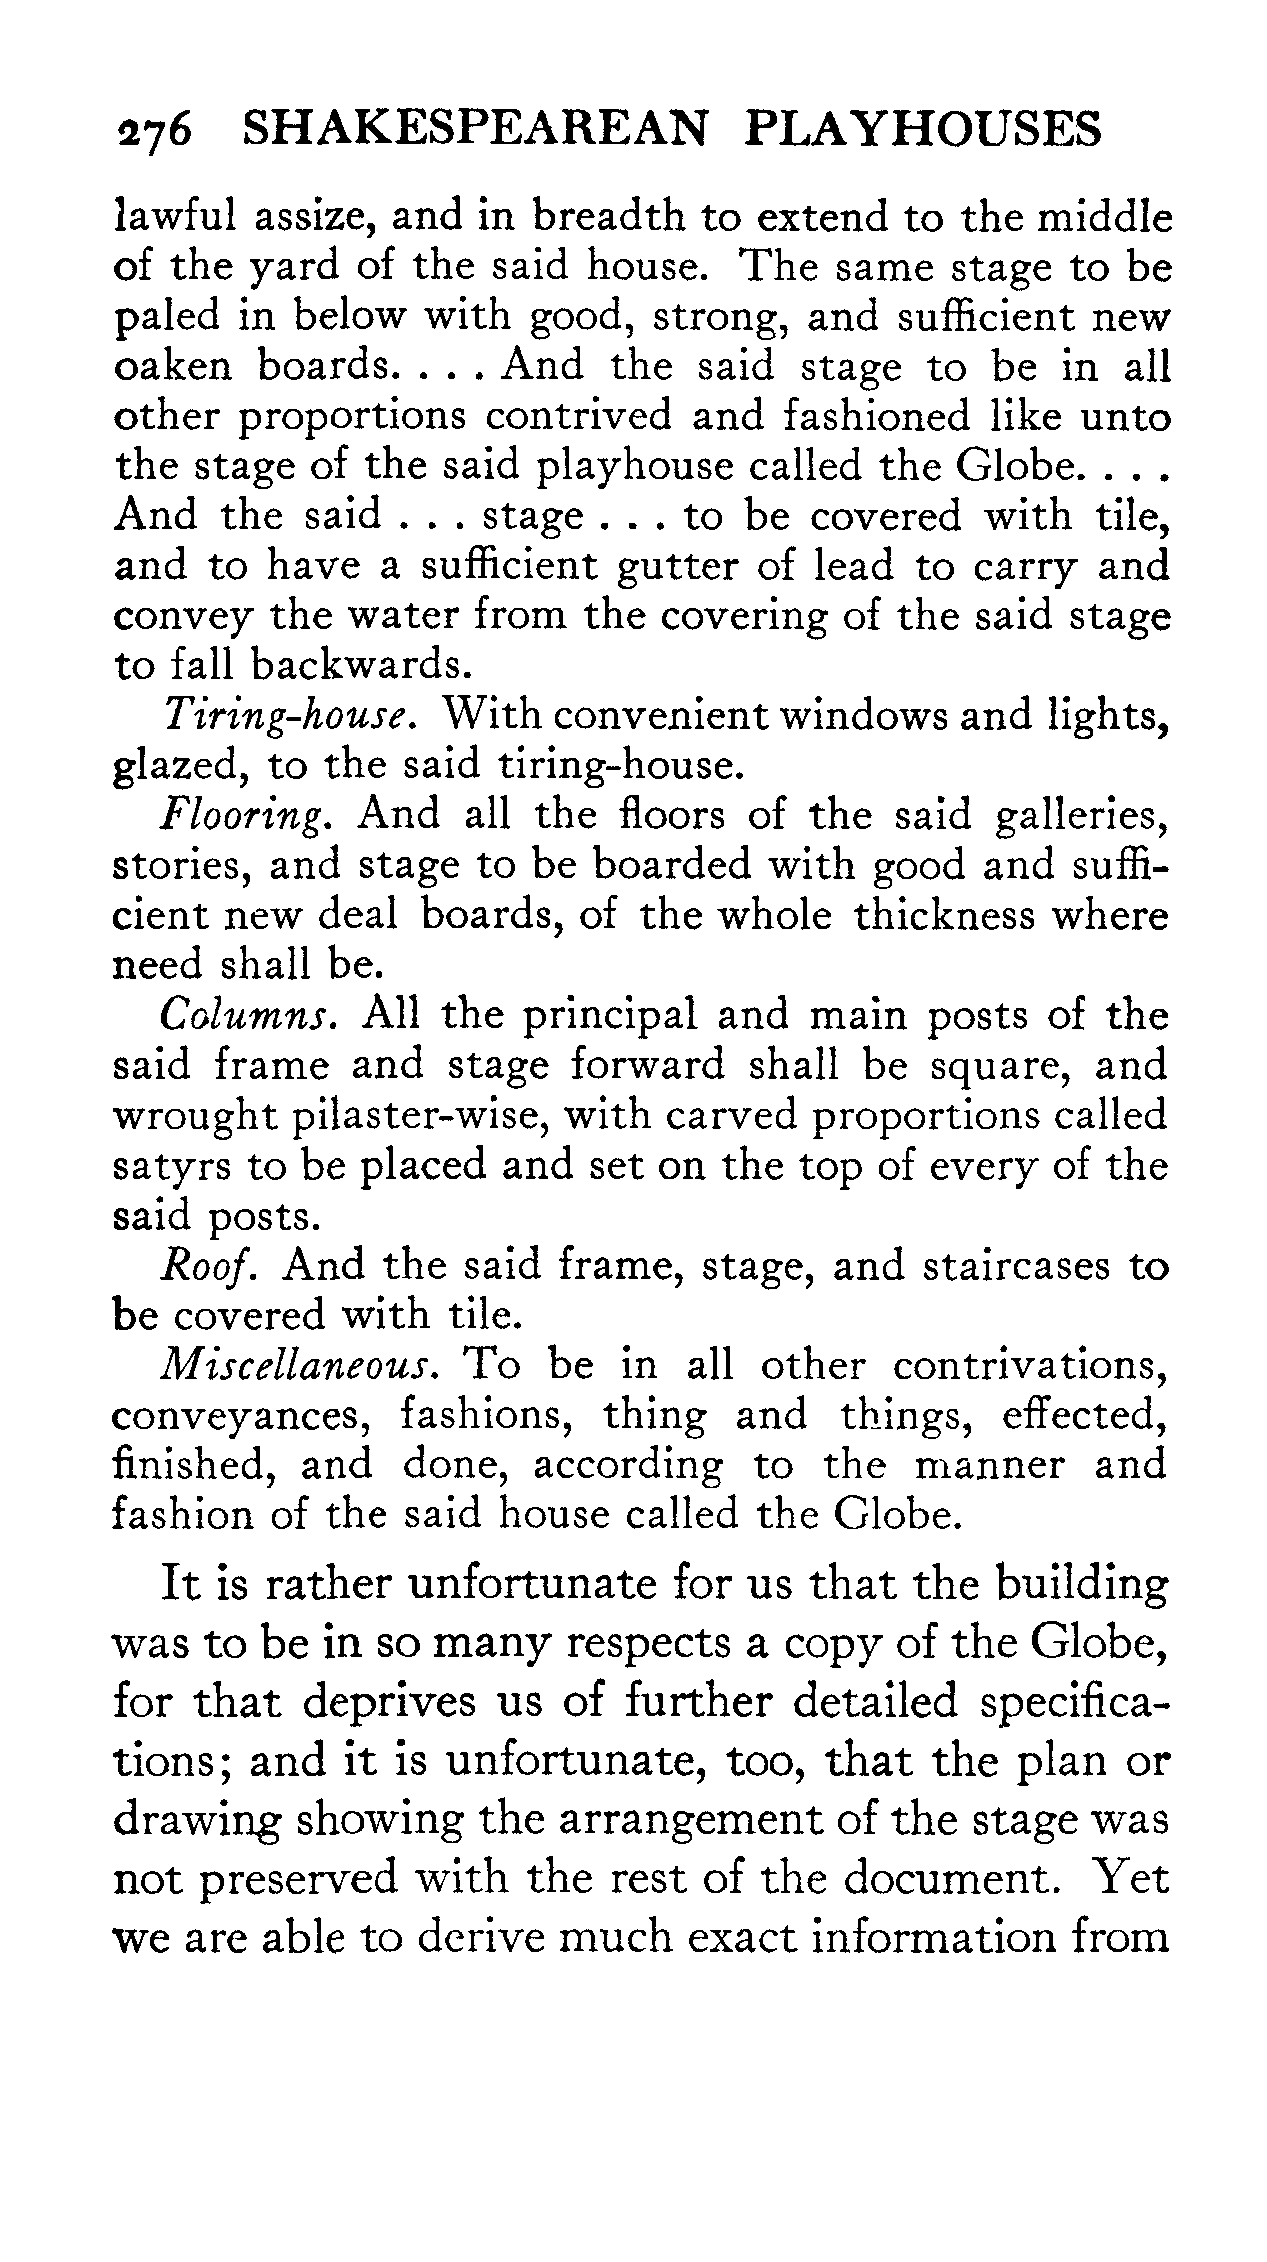 276 SHAKESPEAREAN PLAYHOUSES
lawful assize, and in breadth to extend to the middle
of the yard of the said house. The same stage to be
paled in below with good, strong, and sufficient new
oaken boards. . . . And the said stage to be in all
other proportions contrived and fashioned like unto
the stage of the said playhouse called the Globe. . . .
And the said . . . stage . . . to be covered with tile,
and to have a sufficient gutter of lead to carry and
convey the water from the covering of the said stage
to fall backwards.
Tiring-house. With convenient windows and lights,
glazed, to the said tiring-house.
Flooring. And all the floors of the said galleries,
stories, and stage to be boarded with good and suffi-
cient new deal boards, of the whole thickness where
need shall be.
Columns. All the principal and main posts of the
said frame and stage forward shall be square, and
wrought pilaster-wise, with carved proportions called
satyrs to be placed and set on the top of every of the
said posts.
Roof. And the said frame, stage, and staircases to
be covered with tile.
Miscellaneous. To be in all other contrivations,
conveyances, fashions, thing and things, effected,
finished, and done, according to the manner and
fashion of the said house called the Globe.
It is rather unfortunate for us that the building
was to be in so many respects a copy of the Globe,
for that deprives us of further detailed specifica-
tions; and it is unfortunate, too, that the plan or
drawing showing the arrangement of the stage was
not preserved with the rest of the document. Yet
we are able to derive much exact information from